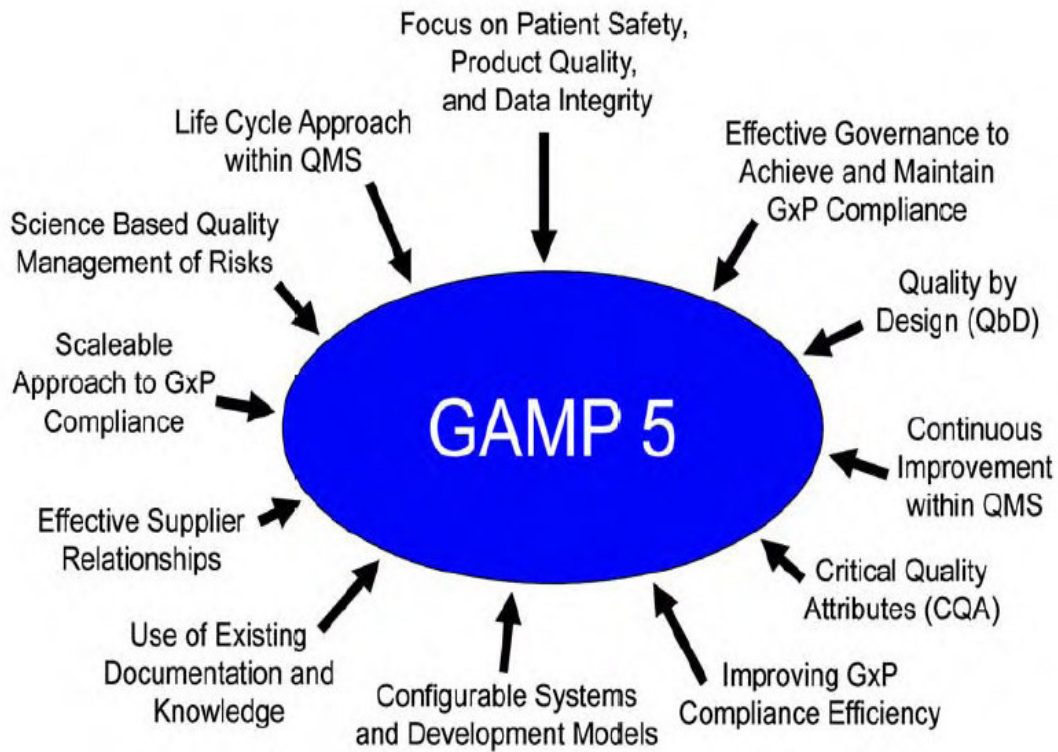 Focus on Patient Safety,
Product Quality,
and Data Integrity
Life Cycle Approach
within QMS
Effective Governance to
Achieve and Maintain
GxP Compliance
Science Based Quality
Management of Risks
Quality by
Design (QbD)
Scaleable
Approach to GxP
Compliance
GAMP 5
Continuous
Improvement
within QMS
Effective Supplier
Relationships
Critical Quality
Attributes (CQA)
Use of Existing
Documentation and
Knowledge
Configurable Systems
and Development Models
Improving GxP
Compliance Efficiency